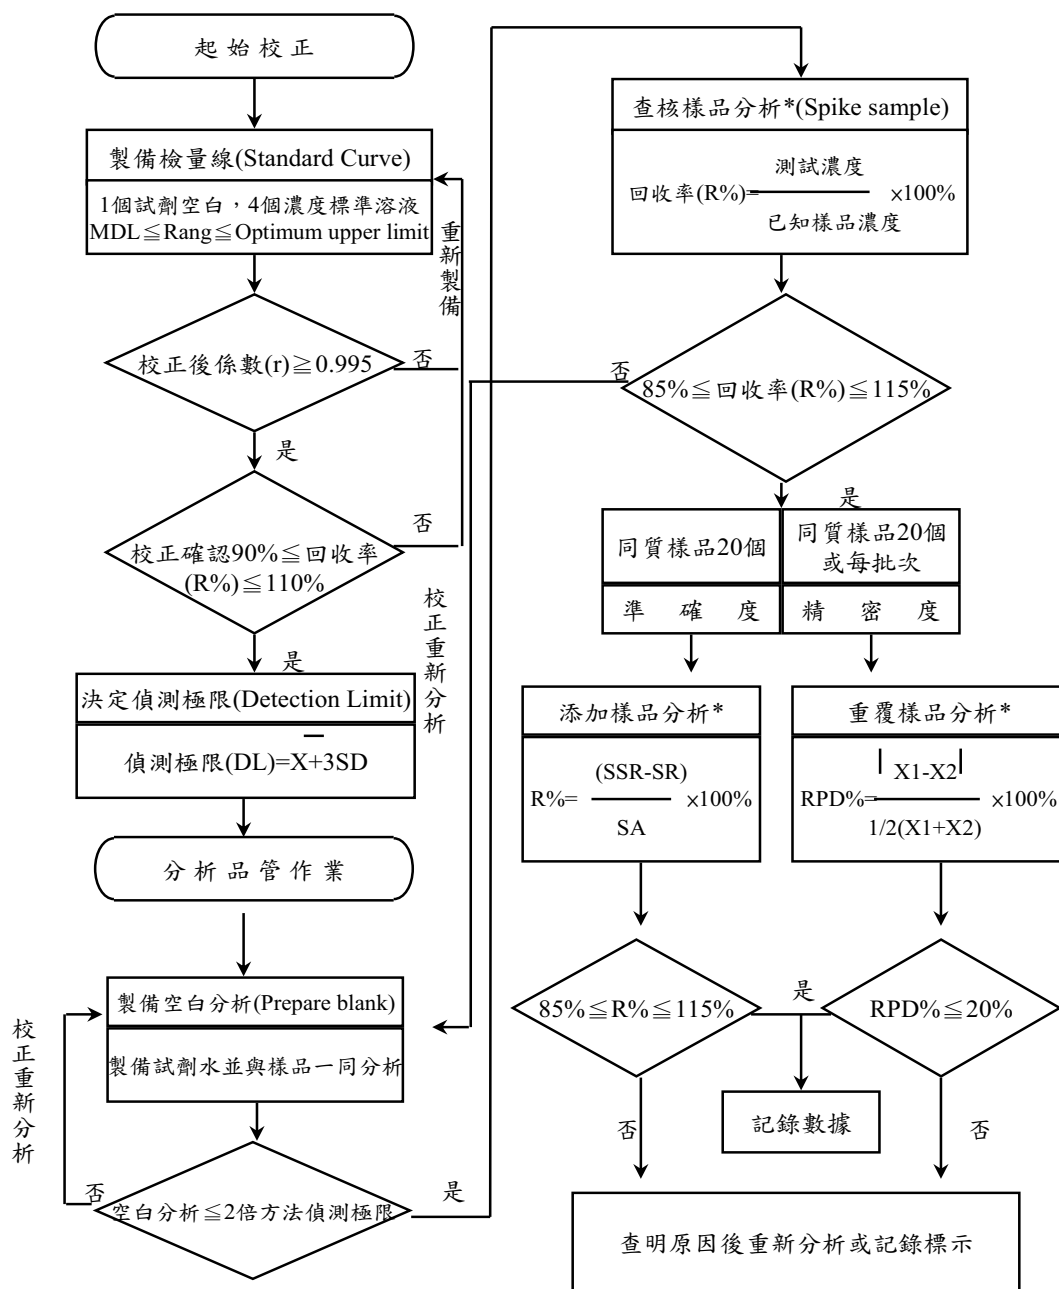 起始校正
製備檢量線(Standard Curve)
1個試劑空白，4個濃度標準溶液
MDL≦Rang≦Optimum upper limit
重新製備
校正後係數(r)≧0.995
否
是
校正確認90%≦回收率
(R%)≦110%
否
是
校正重新分析
決定偵測極限(Detection Limit)
偵測極限(DL)=X̅+3SD
分析品管作業
製備空白分析(Prepare blank)
製備試劑水並與樣品一同分析
校正重新分析
空白分析≦2倍方法偵測極限
否
是
查核樣品分析*(Spike sample)
測試濃度
回收率(R%)= ×100%
已知樣品濃度
85%≦回收率(R%)≦115%
否
是
同質樣品20個
同質樣品20個
或每批次
準確度
精密度
添加樣品分析*
(SSR-SR)
R%= ×100%
SA
重覆樣品分析*
|X1-X2|
RPD%= ×100%
1/2(X1+X2)
85%≦R%≦115%
是
RPD%≦20%
否
記錄數據
否
查明原因後重新分析或記錄標示